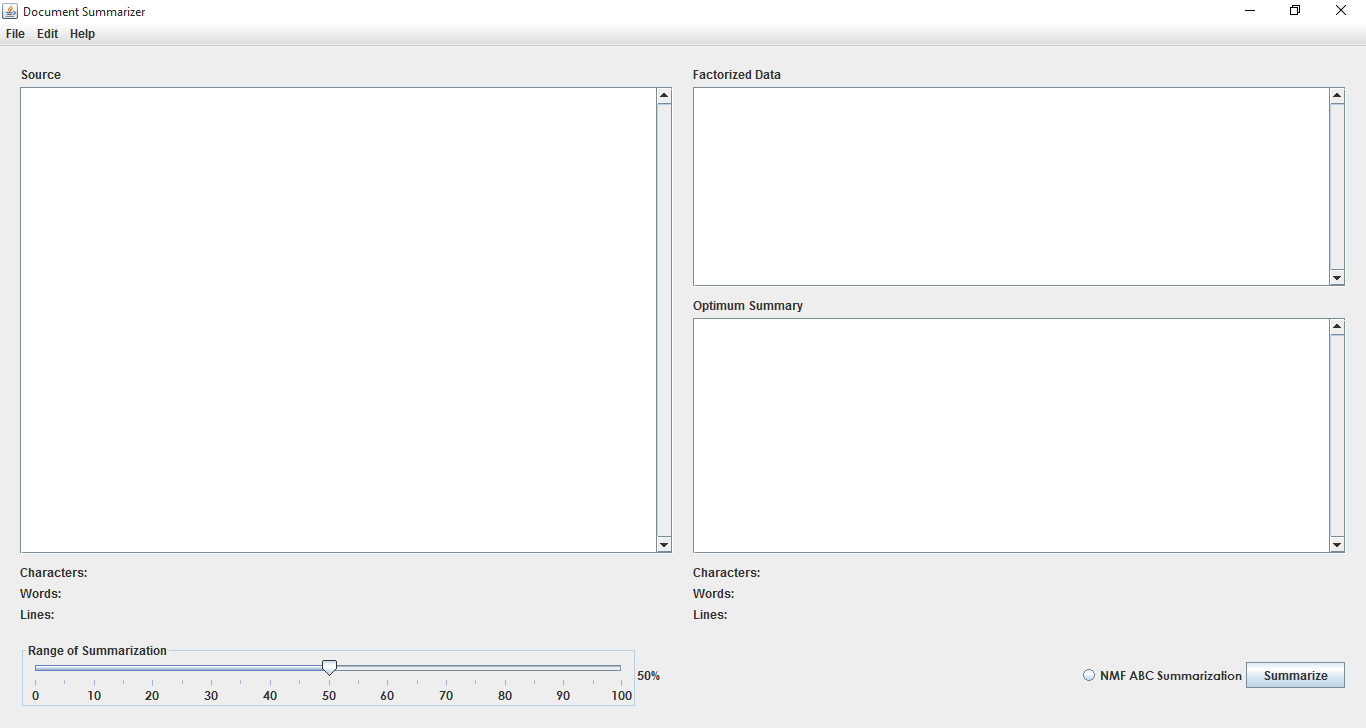 Document Summarizer
File Edit Help
Source
Factorized Data
Optimum Summary
Characters:
Words:
Lines:
Characters:
Words:
Lines:
Range of Summarization
0 10 20 30 40 50 60 70 80 90 100
50%
NMF ABC Summarization
Summarize